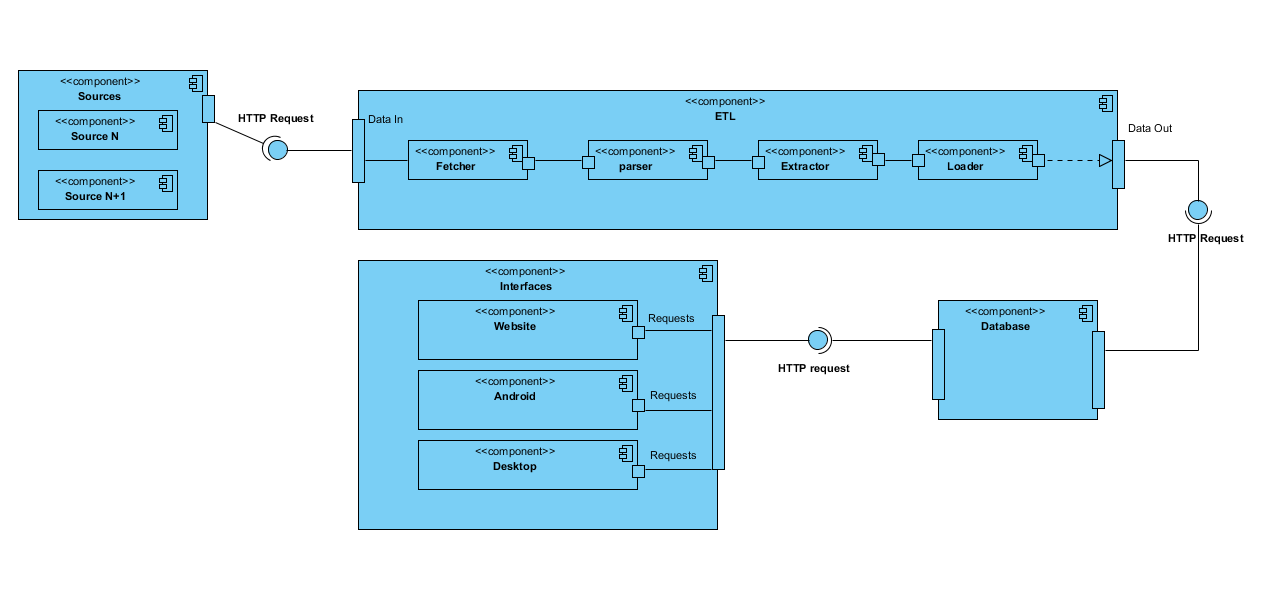 <<component>>
Sources
<<component>>
Source N
<<component>>
Source N+1
HTTP Request
<<component>>
ETL
Data In
<<component>>
Fetcher
<<component>>
parser
<<component>>
Extractor
<<component>>
Loader
Data Out
HTTP Request
<<component>>
Interfaces
<<component>>
Website
Requests
<<component>>
Android
Requests
<<component>>
Desktop
Requests
HTTP request
<<component>>
Database